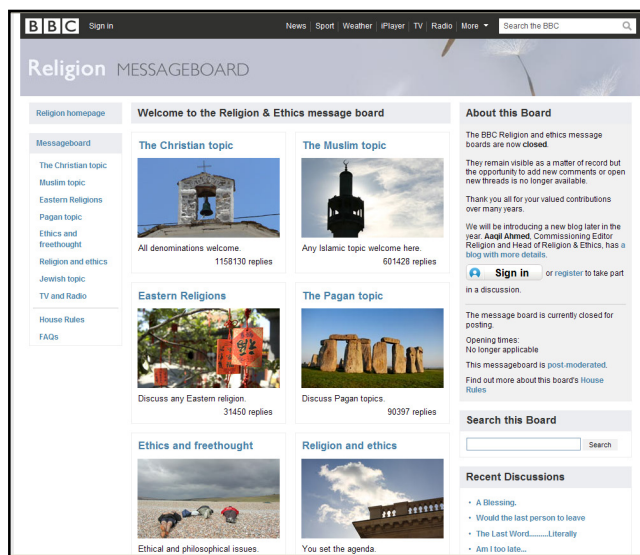 BBC Sign in News Sport Weather iPlayer TV Radio More Search the BBC
Religion MESSAGEBOARD
Religion homepage
Messageboard
The Christian topic
Muslim topic
Eastern Religions
Pagan topic
Ethics and
freethought
Religion and ethics
Jewish topic
TV and Radio
House Rules
FAQs
Welcome to the Religion & Ethics message board
The Christian topic
All denominations welcome.
1158130 replies
The Muslim topic
Any Islamic topic welcome here.
601428 replies
Eastern Religions
Discuss any Eastern religion.
31450 replies
The Pagan topic
Discuss Pagan topics.
90397 replies
Ethics and freethought
Ethical and philosophical issues.
Religion and ethics
You set the agenda.
About this Board
The BBC Religion and ethics message
boards are now closed.
They remain visible as a matter of record but
the opportunity to add new comments or open
new threads is no longer available.
Thank you all for your valued contributions
over many years.
We will be introducing a new blog later in the
year. Aaqil Ahmed, Commissioning Editor
Religion and Head of Religion & Ethics, has a
blog with more details.
Sign in or register to take part
in a discussion.
The message board is currently closed for
posting.
Opening times:
No longer applicable
This messageboard is post-moderated.
Find out more about this board's House
Rules
Search this Board
Search
Recent Discussions
A Blessing.
Would the last person to leave
The Last Word.........Literally
Am I too late...